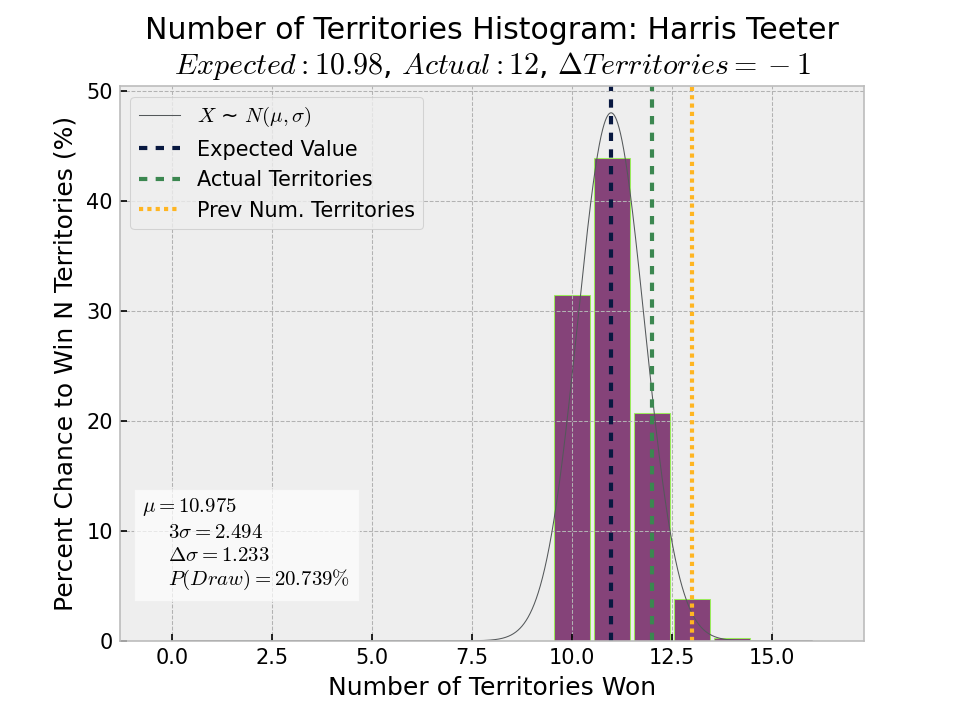 Number of Territories Histogram: Harris Teeter
Expected : 10.98, Actual : 12, ΔTerritories = − 1
Percent Chance to Win N Territories (%)
50
40
30
20
10
0
X ~ N(μ, σ)
Expected Value
Actual Territories
Prev Num. Territories
μ = 10.975
3σ = 2.494
Δσ = 1.233
P(Draw) = 20.739%
0.0 2.5 5.0 7.5 10.0 12.5 15.0
Number of Territories Won